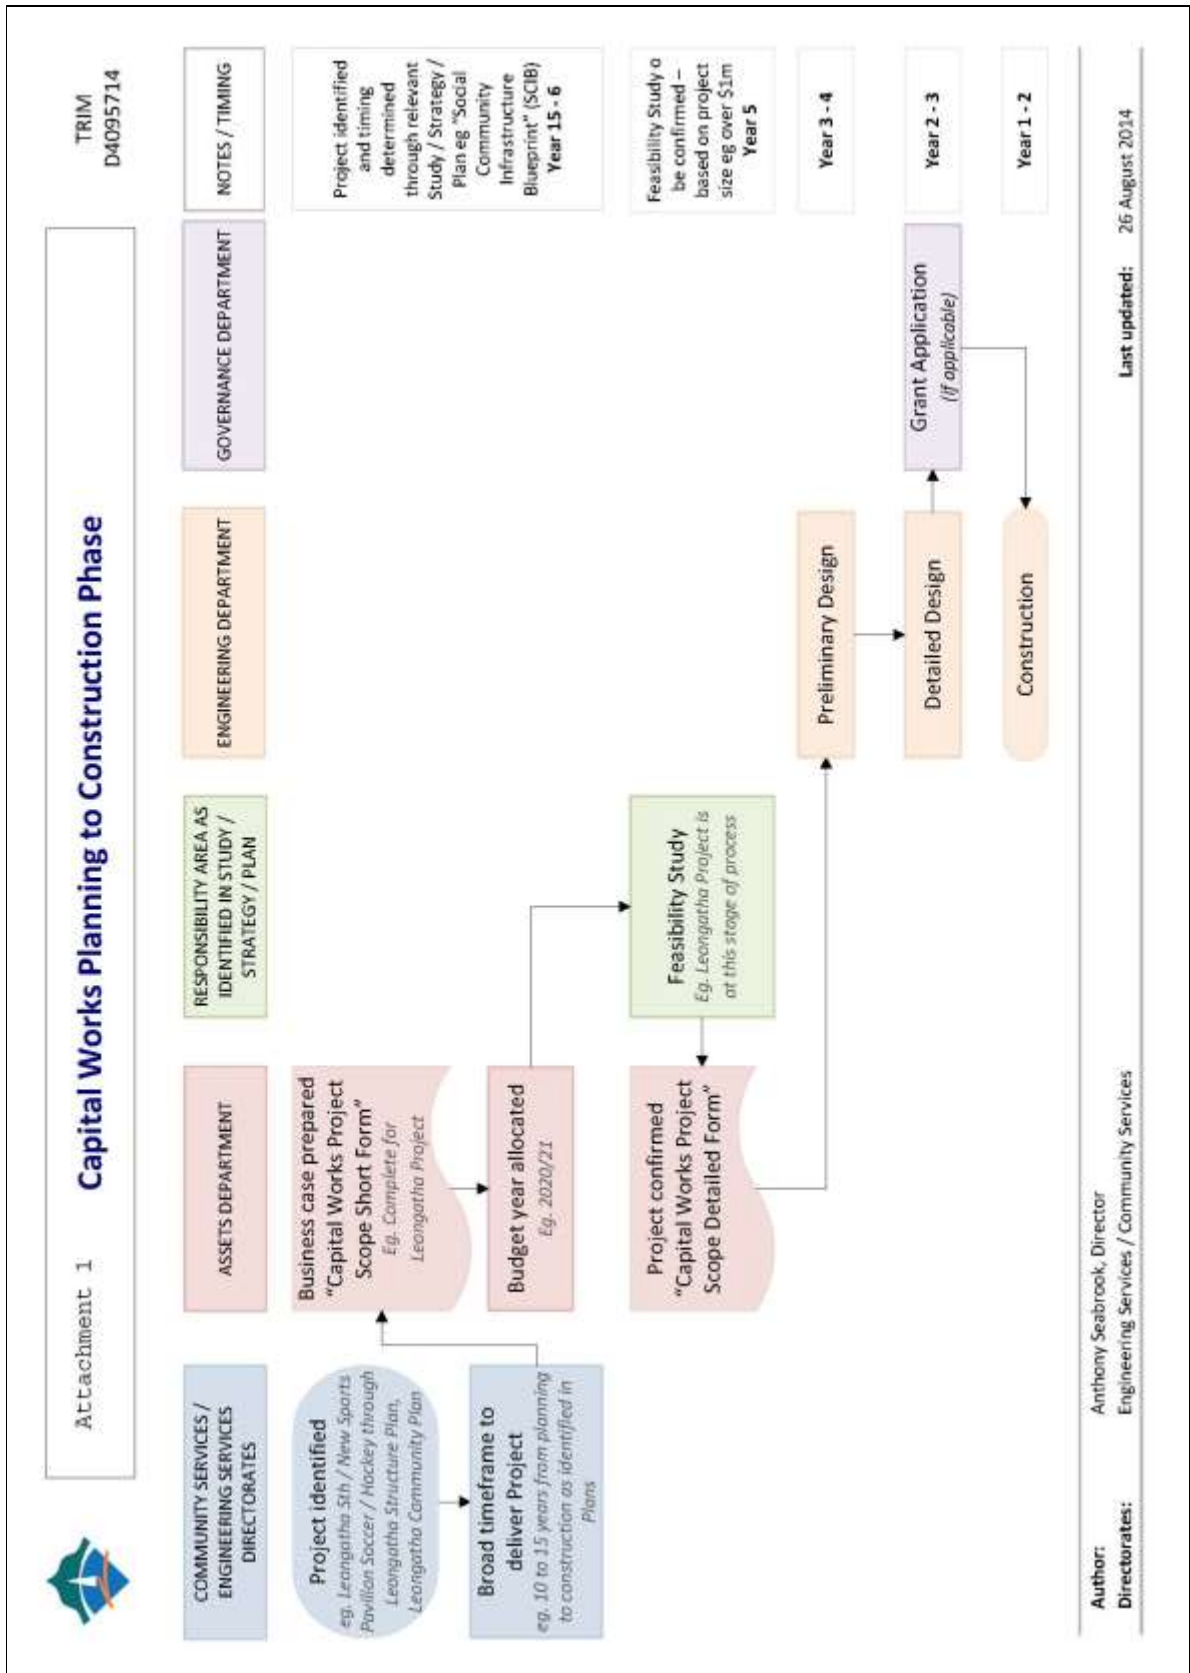 Attachment 1
Capital Works Planning to Construction Phase
TRIM
D4095714
COMMUNITY SERVICES /
ENGINEERING SERVICES
DIRECTORATES
ASSETS DEPARTMENT
RESPONSIBILITY AREA AS
IDENTIFIED IN STUDY /
STRATEGY / PLAN
ENGINEERING DEPARTMENT
GOVERNANCE DEPARTMENT
NOTES / TIMING
Project identified
eg. Leongatha Sth / New Sports
Pavilion Soccer / Hockey through
Leongatha Structure Plan,
Leongatha Community Plan
Business case prepared
"Capital Works Project
Scope Short Form"
Eg. Complete for
Leongatha Project
Project identified
and timing
determined
through relevant
Study / Strategy /
Plan eg "Social
Community
Infrastructure
Blueprint" (SCIB)
Year 15 - 6
Broad timeframe to
deliver Project
eg. 10 to 15 years from planning
to construction as identified in
Plans
Budget year allocated
Eg. 2020/21
Project confirmed
"Capital Works Project
Scope Detailed Form"
Feasibility Study
Eg. Leongatha Project is
at this stage of process
Feasibility Study o
be confirmed –
based on project
size eg over $1m
Year 5
Preliminary Design
Year 3 - 4
Detailed Design
Grant Application
(if applicable)
Year 2 - 3
Construction
Year 1 - 2
Author: Anthony Seabrook, Director
Directorates: Engineering Services / Community Services
Last updated: 26 August 2014